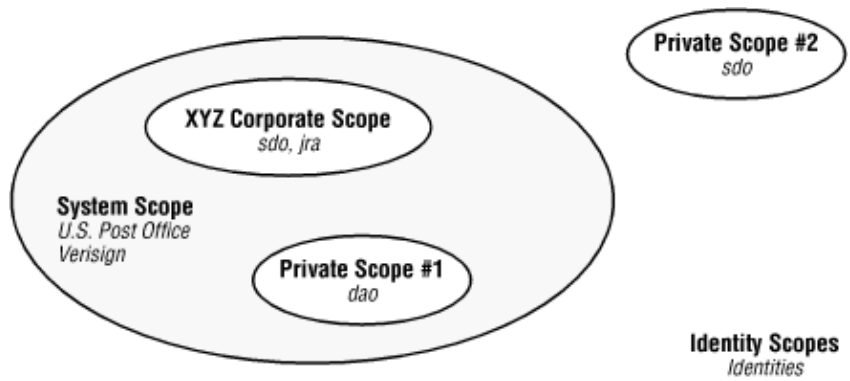 Private Scope #2
sdo
XYZ Corporate Scope
sdo, jra
System Scope
U.S. Post Office
Verisign
Private Scope #1
dao
Identity Scopes
Identities